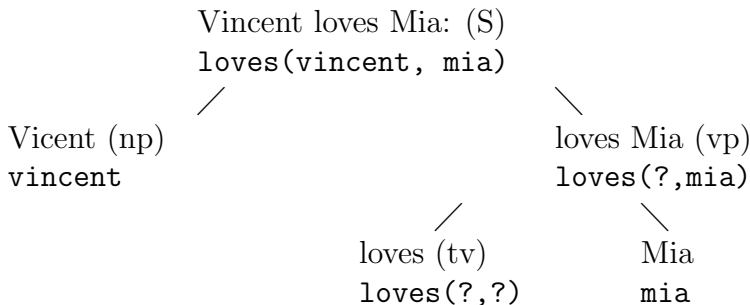 Vincent loves Mia: (S)
loves(vincent, mia)
Vicent (np)
loves Mia (vp)
vincent
loves(?,mia)
loves (tv)
Mia
loves(?,?)
mia